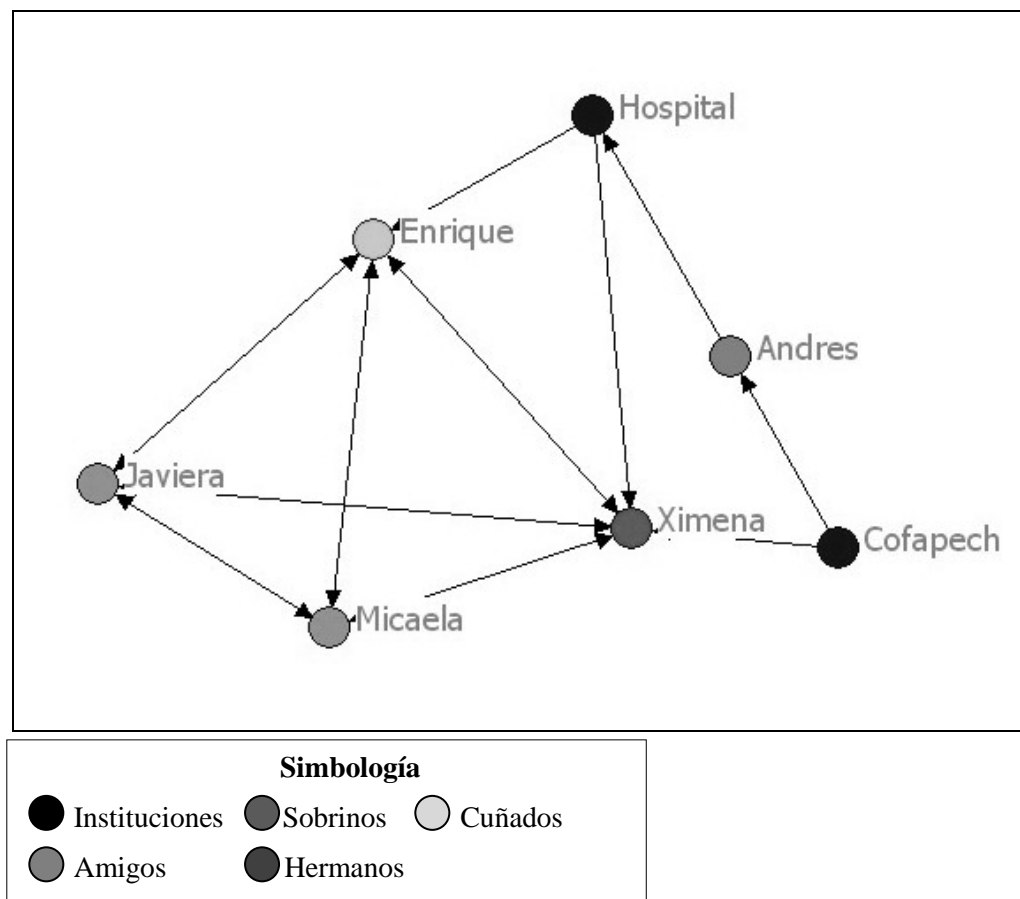 Hospital
Enrique
Andres
Javiera
Ximena
Cofapech
Micaela
Simbología
Instituciones Sobrinos Cuñados
Amigos Hermanos